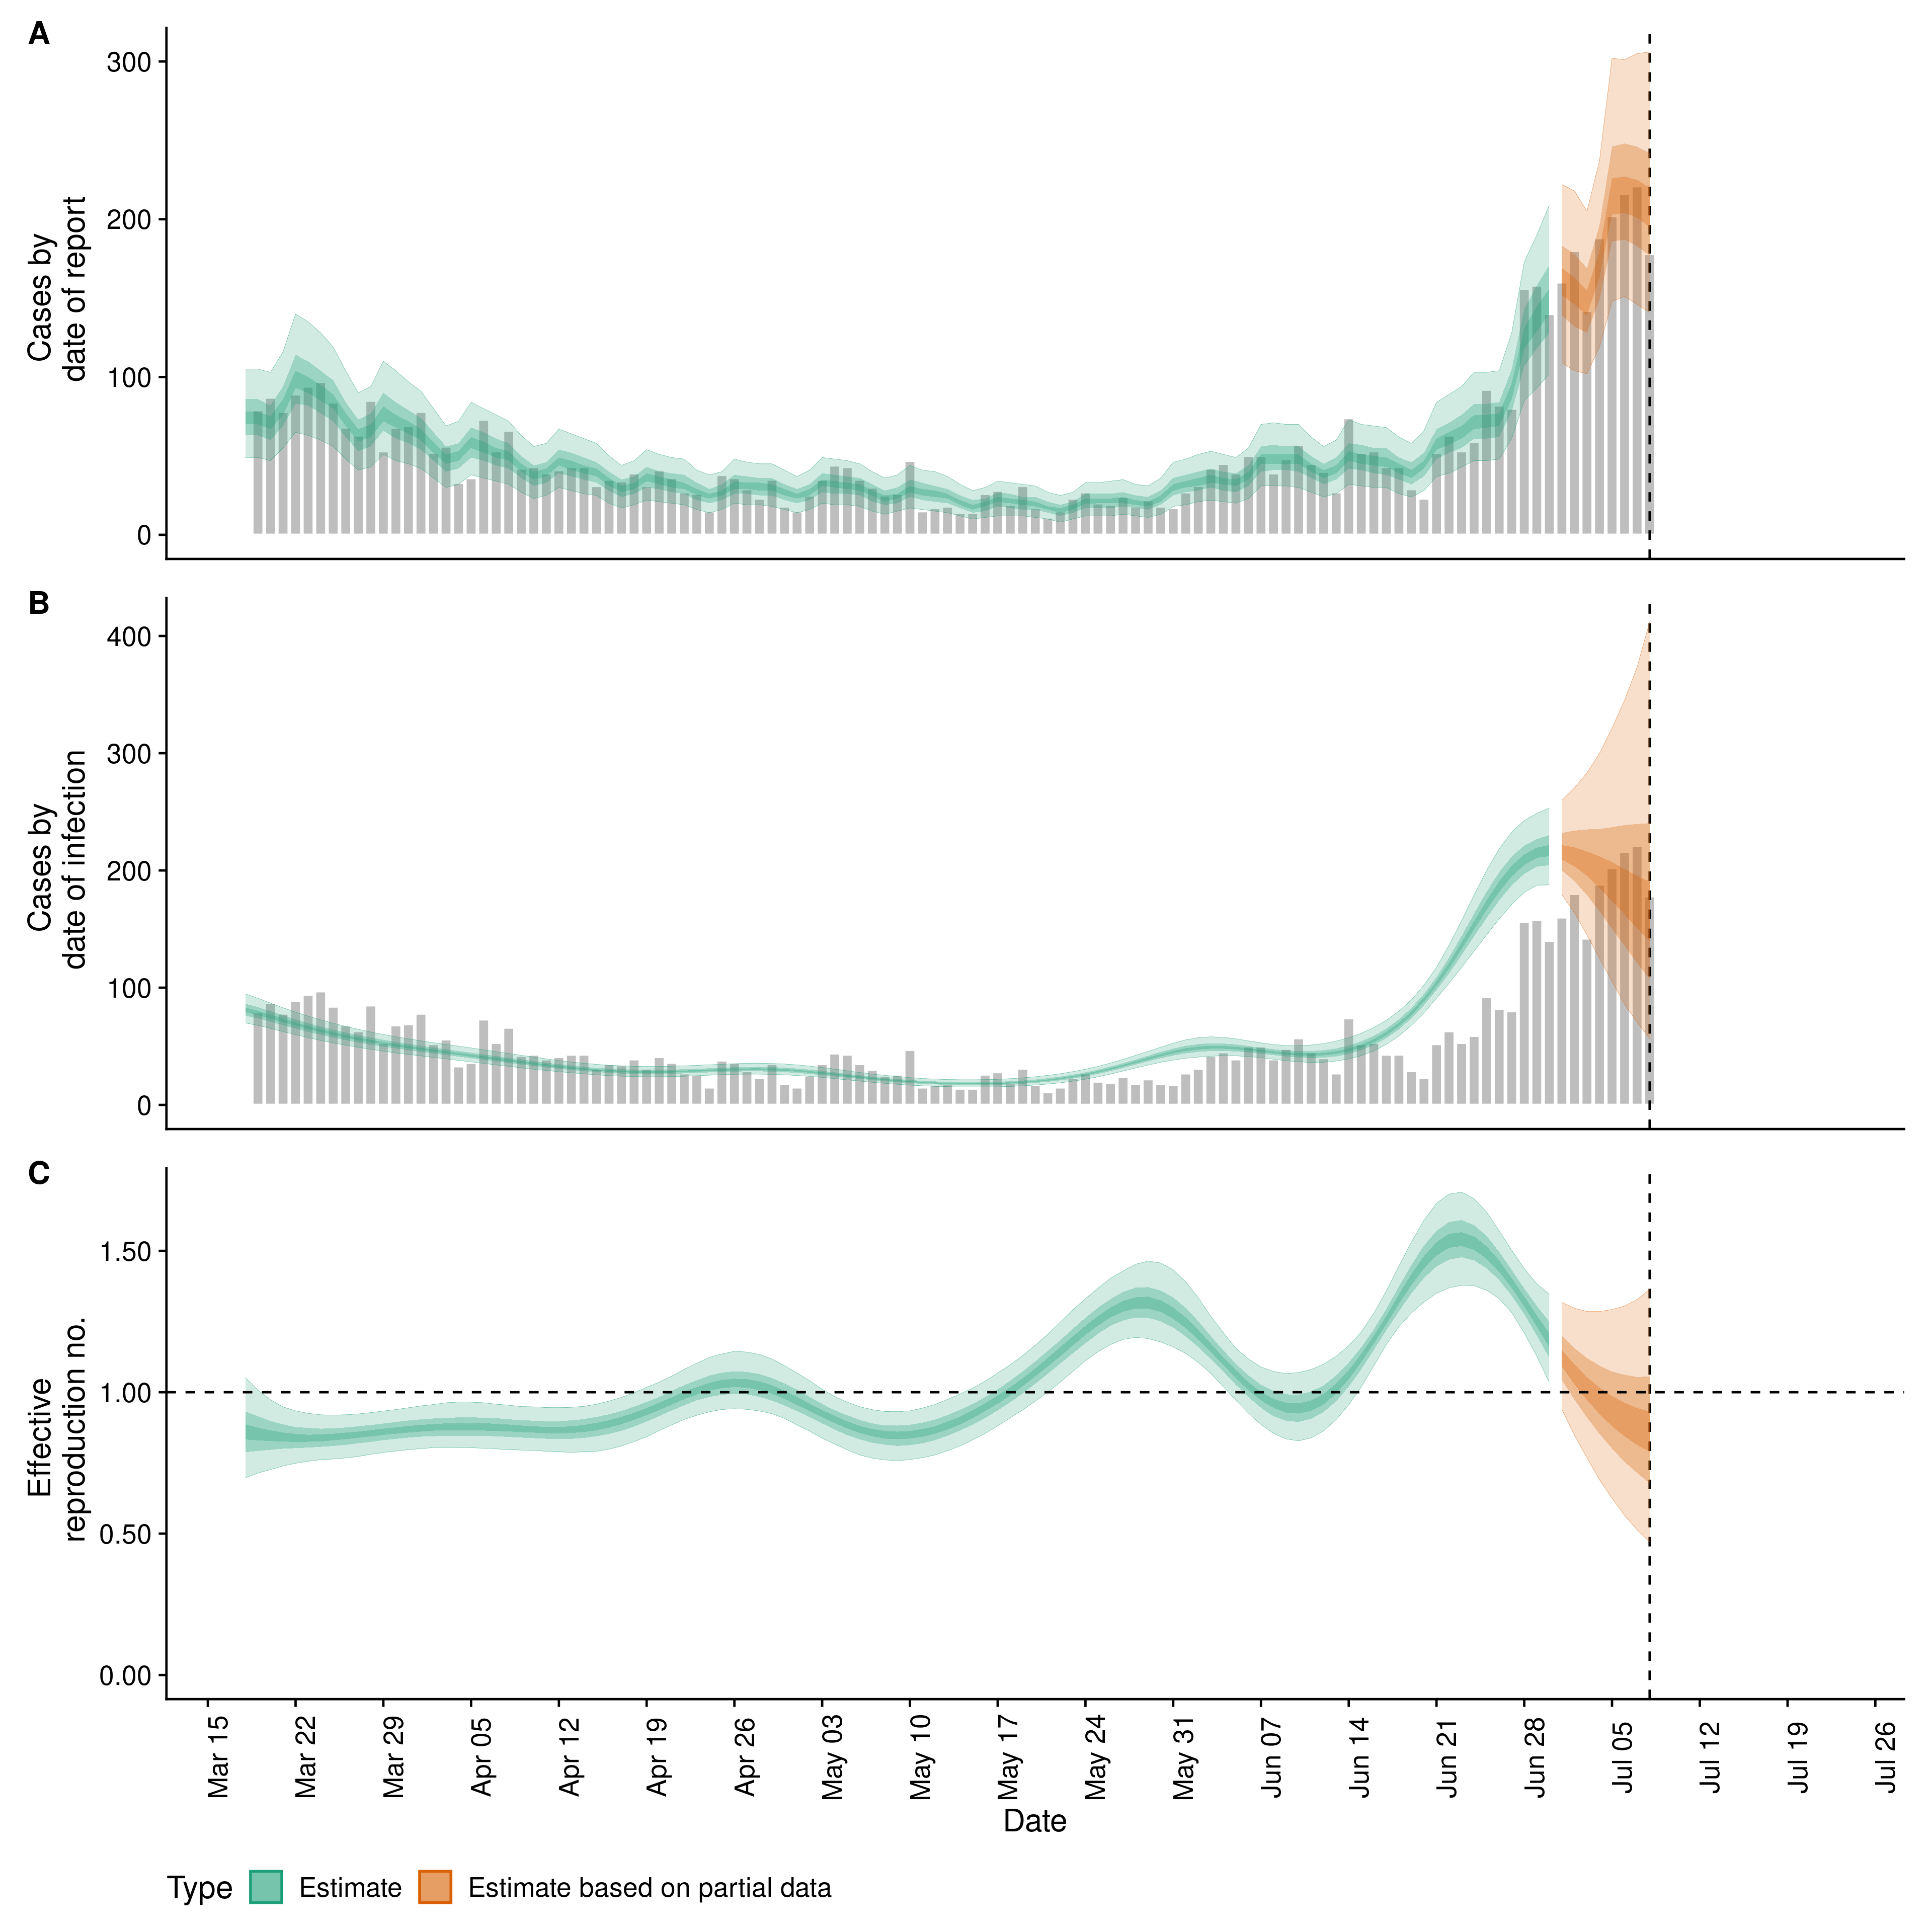 A
Cases by
date of report
300
200
100
0
B
Cases by
date of infection
400
300
200
100
0
C
Effective
reproduction no.
1.50
1.00
0.50
0.00
Mar 15
Mar 22
Mar 29
Apr 05
Apr 12
Apr 19
Apr 26
May 03
May 10
May 17
May 24
May 31
Jun 07
Jun 14
Jun 21
Jun 28
Jul 05
Jul 12
Jul 19
Jul 26
Date
Type Estimate Estimate based on partial data